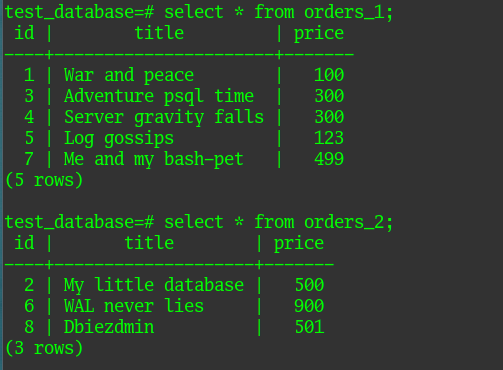 test_database=# select * from orders_1;
 id |        title         | price
----+----------------------+-------
  1 | War and peace        |   100
  3 | Adventure psql time  |   300
  4 | Server gravity falls |   300
  5 | Log gossips          |   123
  7 | Me and my bash-pet   |   499
(5 rows)

test_database=# select * from orders_2;
 id |       title        | price
----+--------------------+-------
  2 | My little database |   500
  6 | WAL never lies     |   900
  8 | Dbiezdmin          |   501
(3 rows)